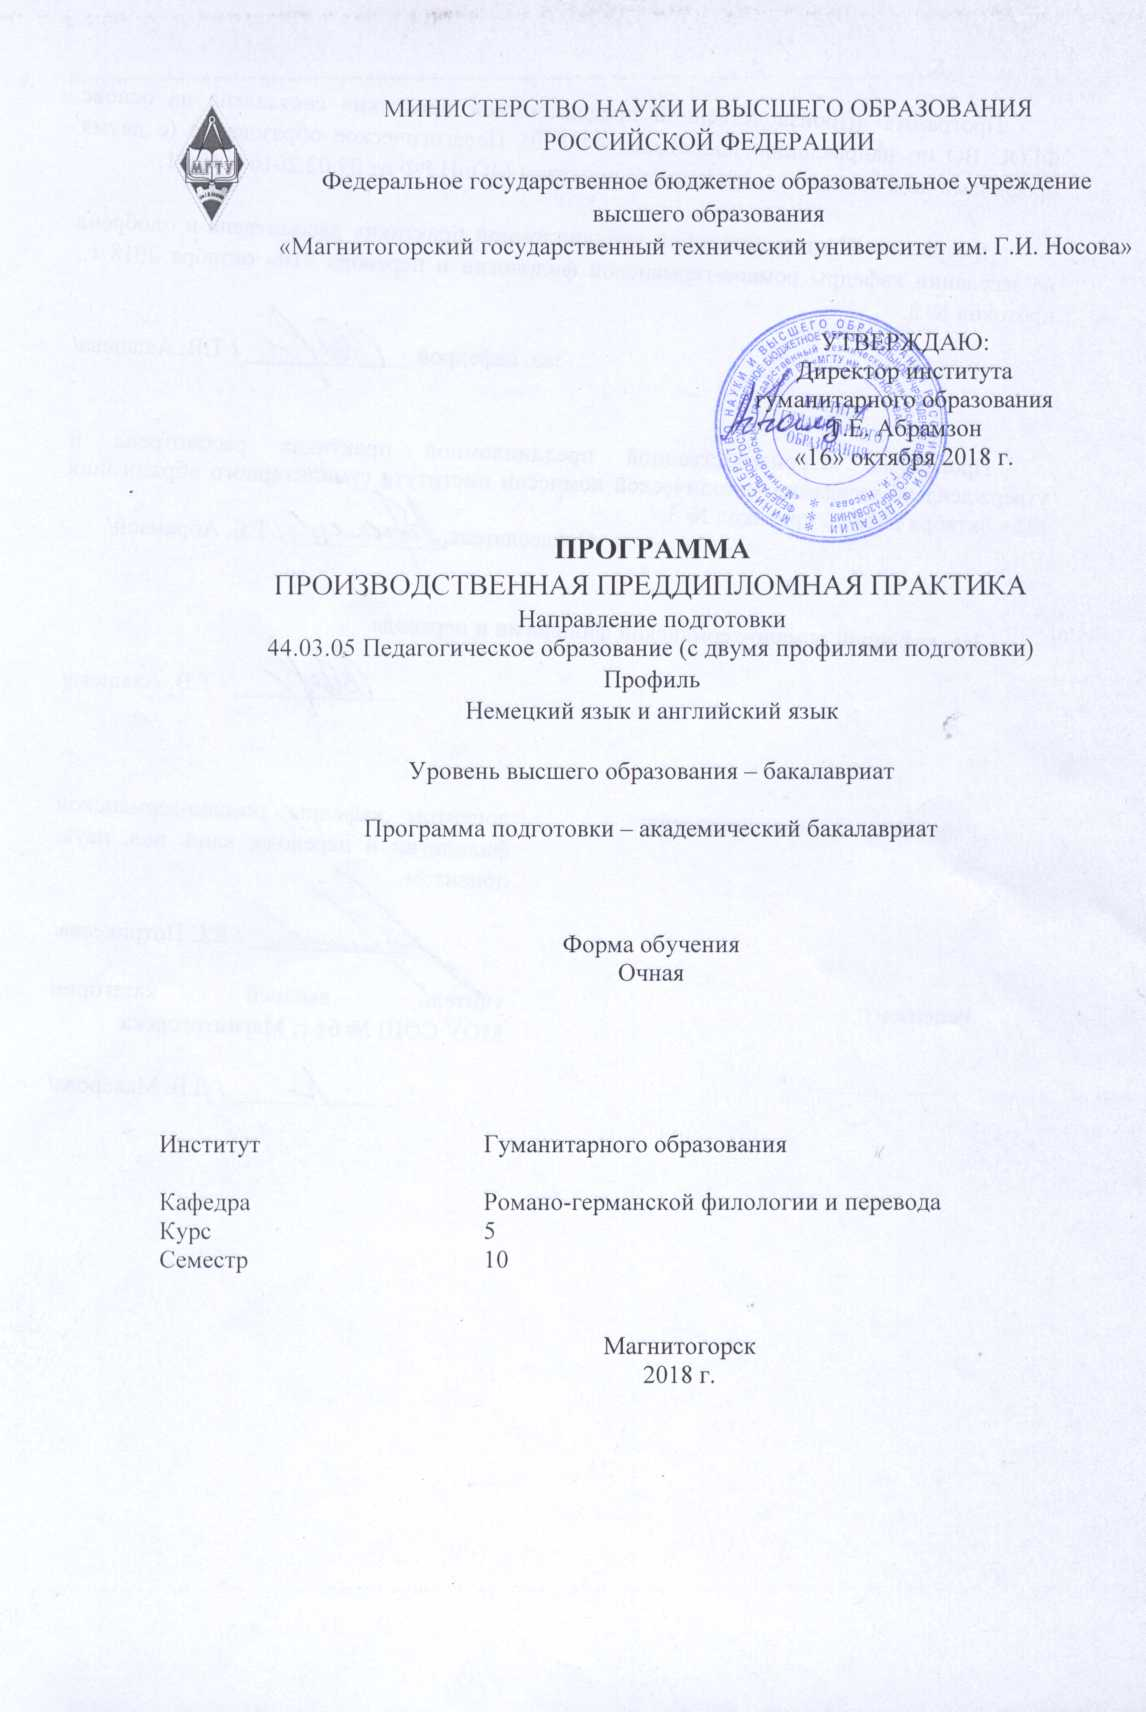 МИНИСТЕРСТВО НАУКИ И ВЫСШЕГО ОБРАЗОВАНИЯ
РОССИЙСКОЙ ФЕДЕРАЦИИ
МГТУ
Федеральное государственное бюджетное образовательное учреждение
высшего образования
«Магнитогорский государственный технический университет им. Г.И. Носова»
УТВЕРЖДАЮ:
Директор института
гуманитарного образования
Т.Е. Абрамзон
«16» октября 2018 г.
ПРОГРАММА
ПРОИЗВОДСТВЕННАЯ ПРЕДДИПЛОМНАЯ ПРАКТИКА
Направление подготовки
44.03.05 Педагогическое образование (с двумя профилями подготовки)
Профиль
Немецкий язык и английский язык
Уровень высшего образования – бакалавриат
Программа подготовки – академический бакалавриат
Форма обучения
Очная
Институт Гуманитарного образования
Кафедра Романо-германской филологии и перевода
Курс 5
Семестр 10
Магнитогорск
2018 г.